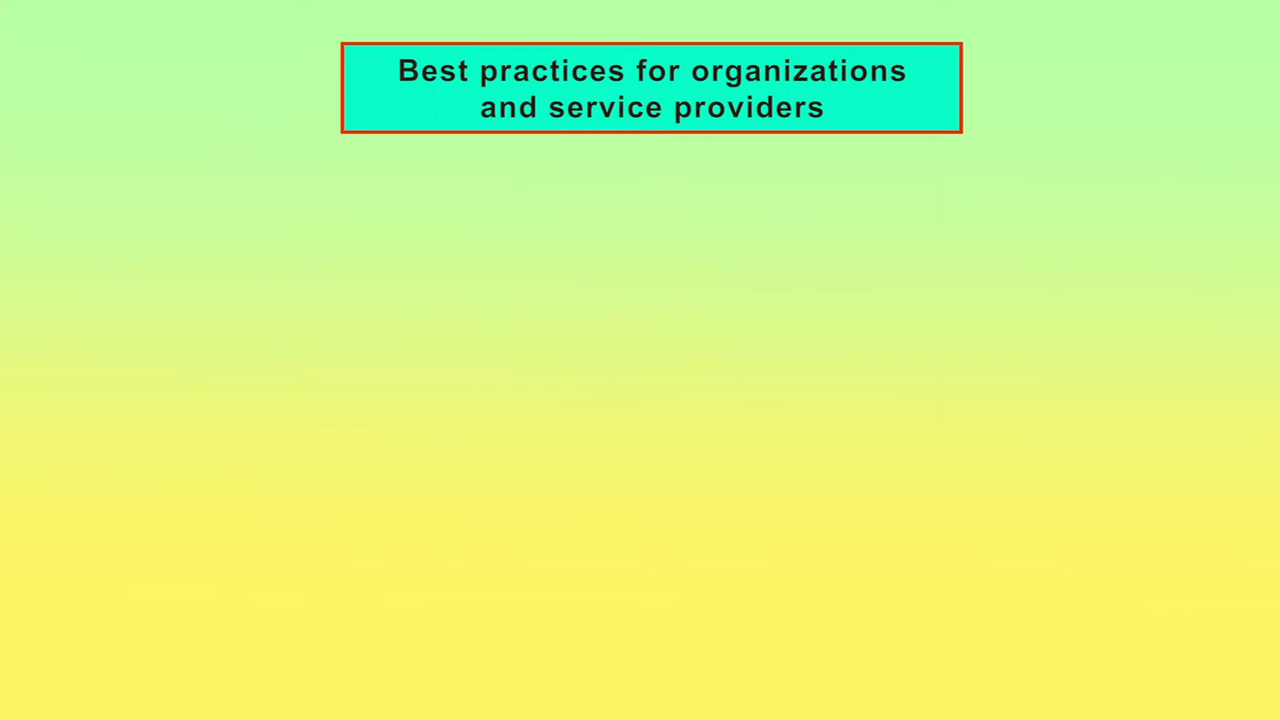 Best practices for organizations
and service providers